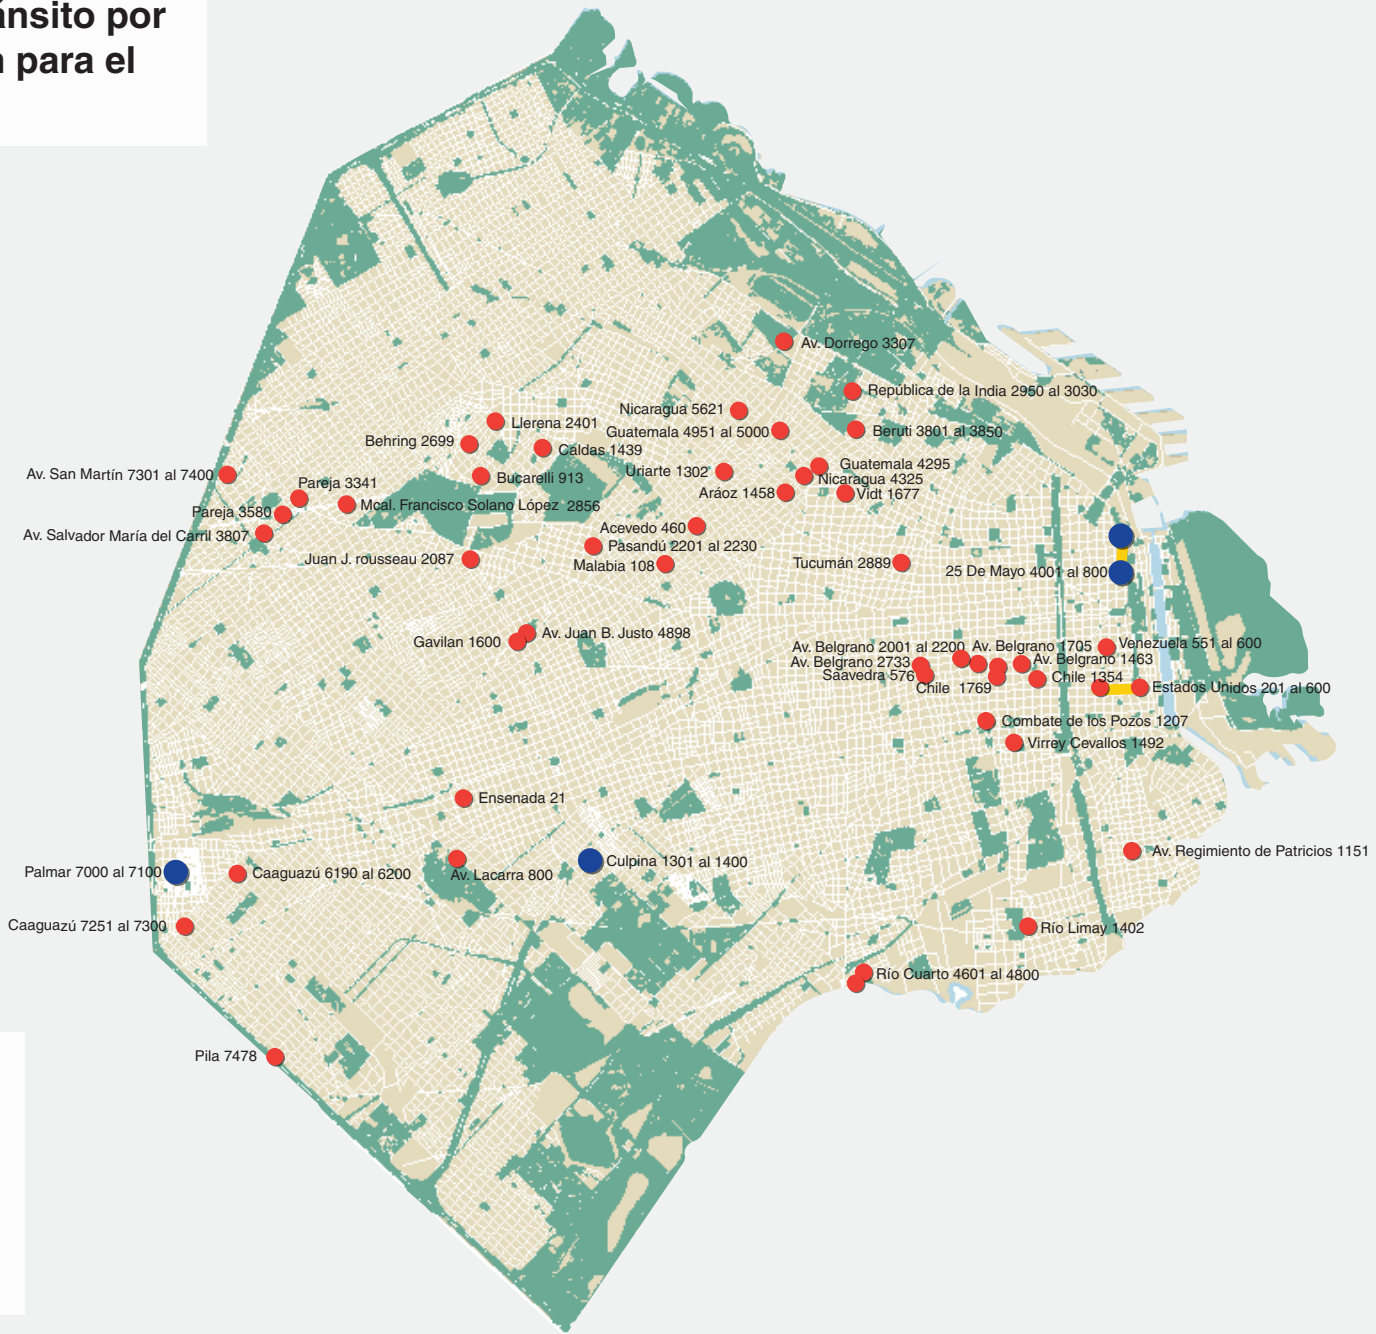 ánsito por
para el
Av. Dorrego 3307
República de la India 2950 al 3030
Nicaragua 5621
Llerena 2401
Guatemala 4951 al 5000
Beruti 3801 al 3850
Behring 2699
Caldas 1439
Guatemala 4295
Av. San Martín 7301 al 7400
Uriarte 1302
Bucarelli 913
Nicaragua 4325
Pareja 3341
Aráoz 1458
Vidt 1677
Mcal. Francisco Solano López 2856
Pareja 3580
Acevedo 460
Av. Salvador María del Carril 3807
Pasandú 2201 al 2230
Juan J. rousseau 2087
Malabia 108
Tucumán 2889
25 De Mayo 4001 al 800
Av. Juan B. Justo 4898
Gavilan 1600
Av. Belgrano 2001 al 2200
Av. Belgrano 1705
Venezuela 551 al 600
Av. Belgrano 2733
Av. Belgrano 1463
Saavedra 576
Chile 1354
Chile 1769
Estados Unidos 201 al 600
Combate de los Pozos 1207
Virrey Cevallos 1492
Ensenada 21
Av. Regimiento de Patricios 1151
Culpina 1301 al 1400
Palmar 7000 al 7100
Caaguazú 6190 al 6200
Av. Lacarra 800
Caaguazú 7251 al 7300
Río Limay 1402
Río Cuarto 4601 al 4800
Pila 7478